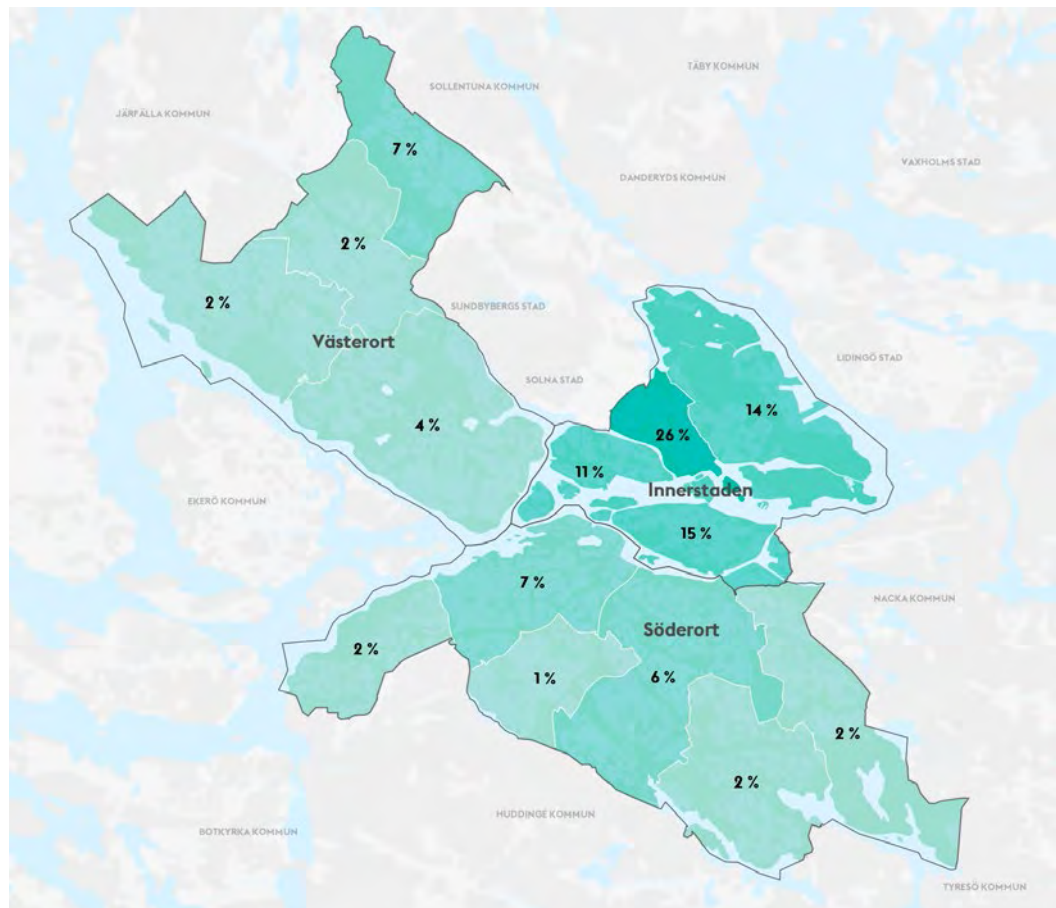 TÄBY KOMMUN
SOLLENTUNA KOMMUN
JÄRFÄLLA KOMMUN
7 %
VAXHOLMS STAD
DANDERYDS KOMMUN
2 %
2 %
SUNDBYBERGS STAD
Västerort
LIDINGÖ STAD
SOLNA STAD
14 %
4 %
26 %
11 %
Innerstaden
EKERÖ KOMMUN
15 %
7 %
NACKA KOMMUN
Söderort
2 %
1 %
6 %
2 %
2 %
HUDDINGE KOMMUN
BOTKYRKA KOMMUN
TYRESÖ KOMMUN